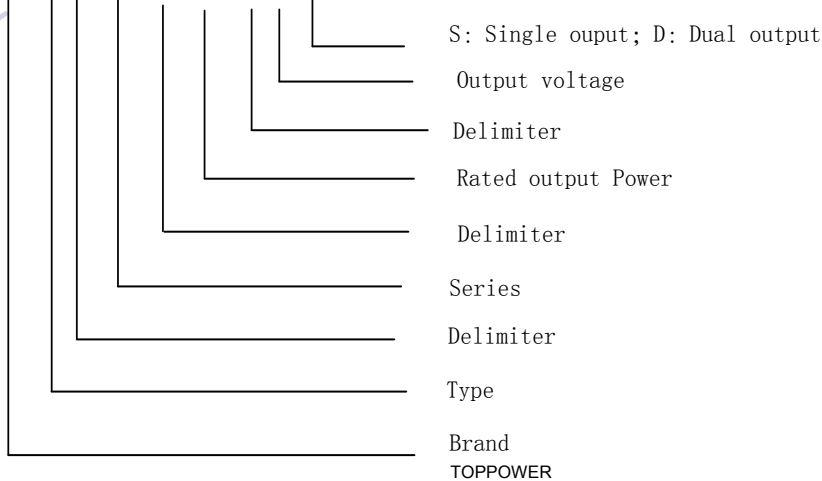 S: Single ouput; D: Dual output
Output voltage
Delimiter
Rated output Power
Delimiter
Series
Delimiter
Type
Brand
TOPPOWER